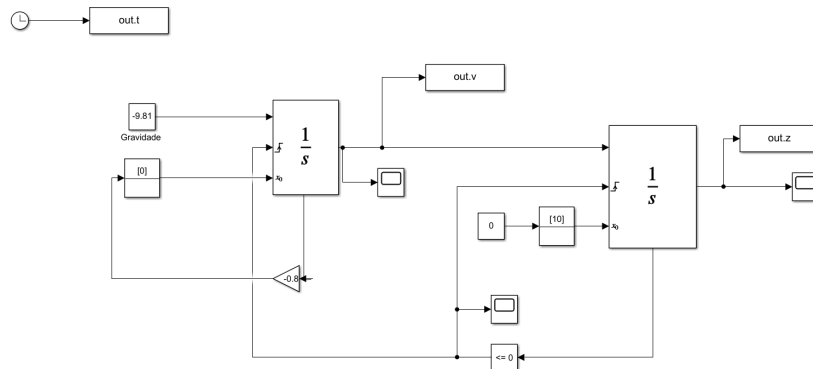 out.t
out.v
-9.81
Gravidade
1
s
x₀
[0]
out.z
1
s
x₀
0
[10]
-0.8
<= 0